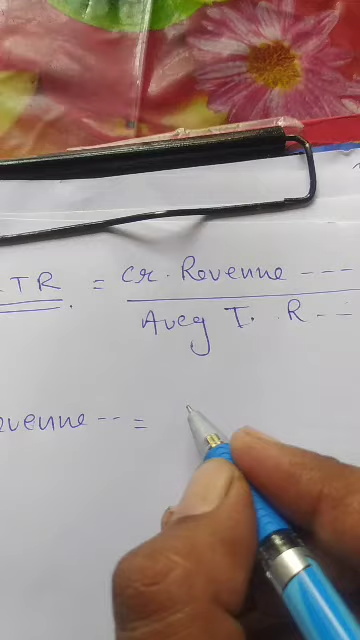 .TR = Cr. Revenue ----
Aveg T. R --
evenue -- =